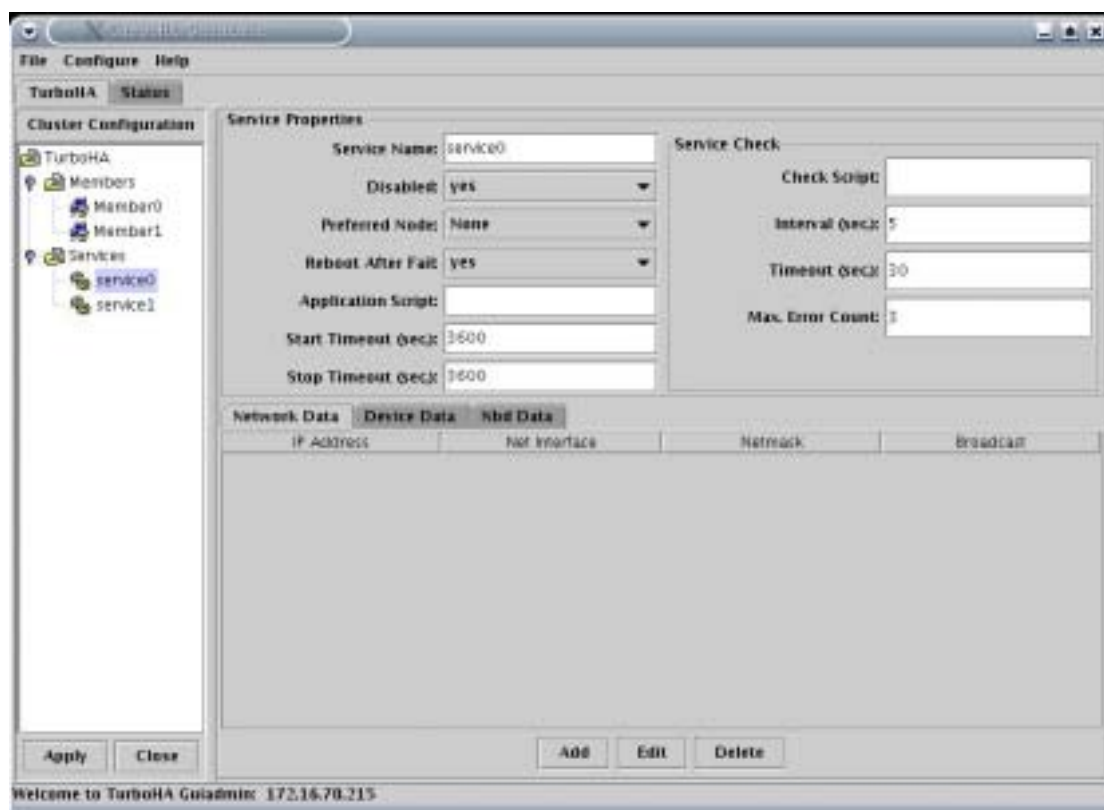 File Configure Help
TurboHA Status
Cluster Configuration
TurboHA
Members
Member0
Member1
Services
service0
service1
Service Properties
Service Name: service0
Disabled: yes
Preferred Node: None
Reboot After Fail: yes
Application Script:
Start Timeout (sec.): 3600
Stop Timeout (sec.): 3600
Service Check
Check Script:
Interval (sec.): 5
Timeout (sec.): 30
Max. Error Count: 3
Network Data Device Data Nbd Data
IP Address Net Interface Netmask Broadcast
Apply Close
Add Edit Delete
Welcome to TurboHA Guiadmin: 172.16.70.215